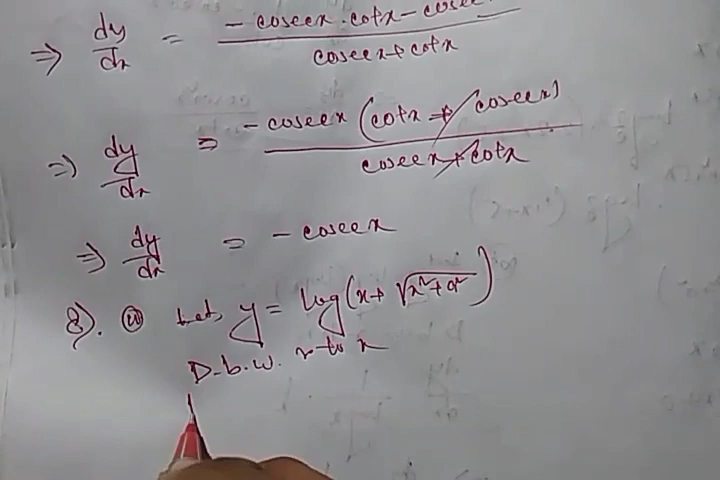 ⇒ dy/dx = -cosecx.cotx - cosec
cosecx + cotx
⇒ dy/dx = -cosecx (cotx + cosecx)
cosecx + cotx
⇒ dy/dx = - cosecx
Let, y = log(x + √x²+a²)
D.b.w. r to x